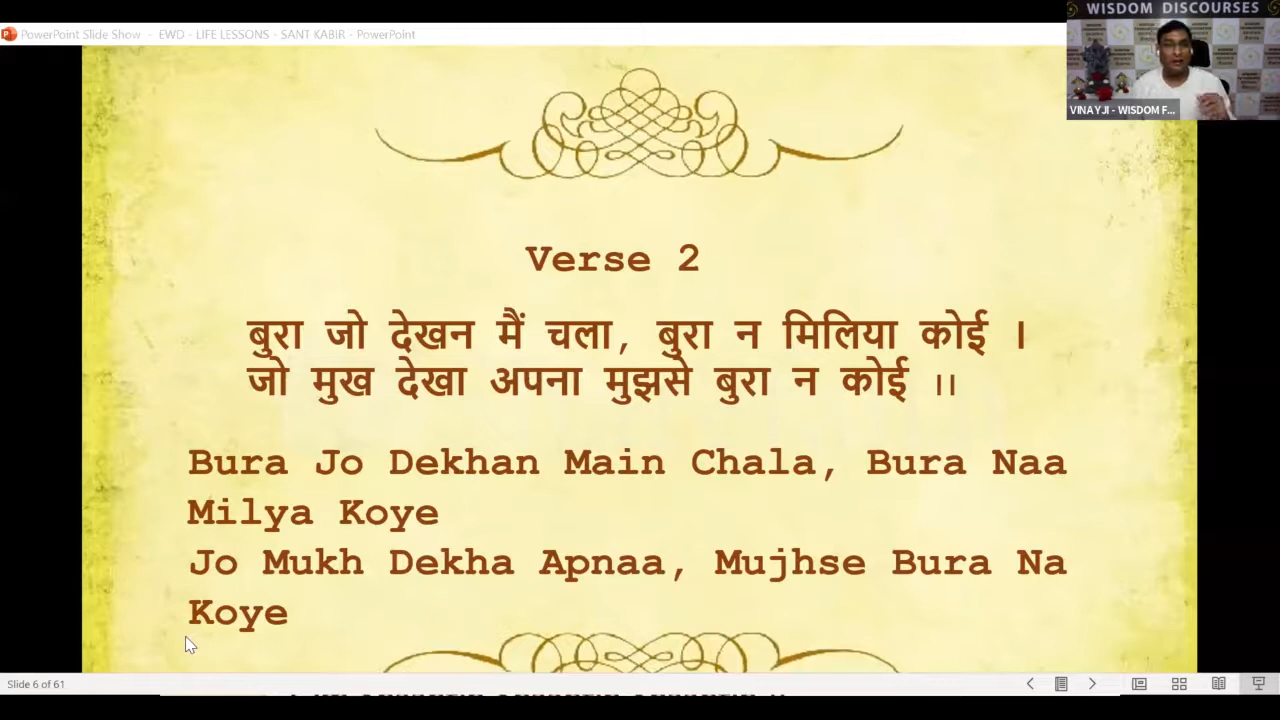 WISDOM DISCOURSES
PowerPoint Slide Show - EWD - LIFE LESSONS - SANT KABIR - PowerPoint
VINAYJI - WISDOM F...
Verse 2
बुरा जो देखन मैं चला, बुरा न मिलिया कोई ।
जो मुख देखा अपना मुझसे बुरा न कोई ।।
Bura Jo Dekhan Main Chala, Bura Naa
Milya Koye
Jo Mukh Dekha Apnaa, Mujhse Bura Na
Koye
Slide 6 of 61